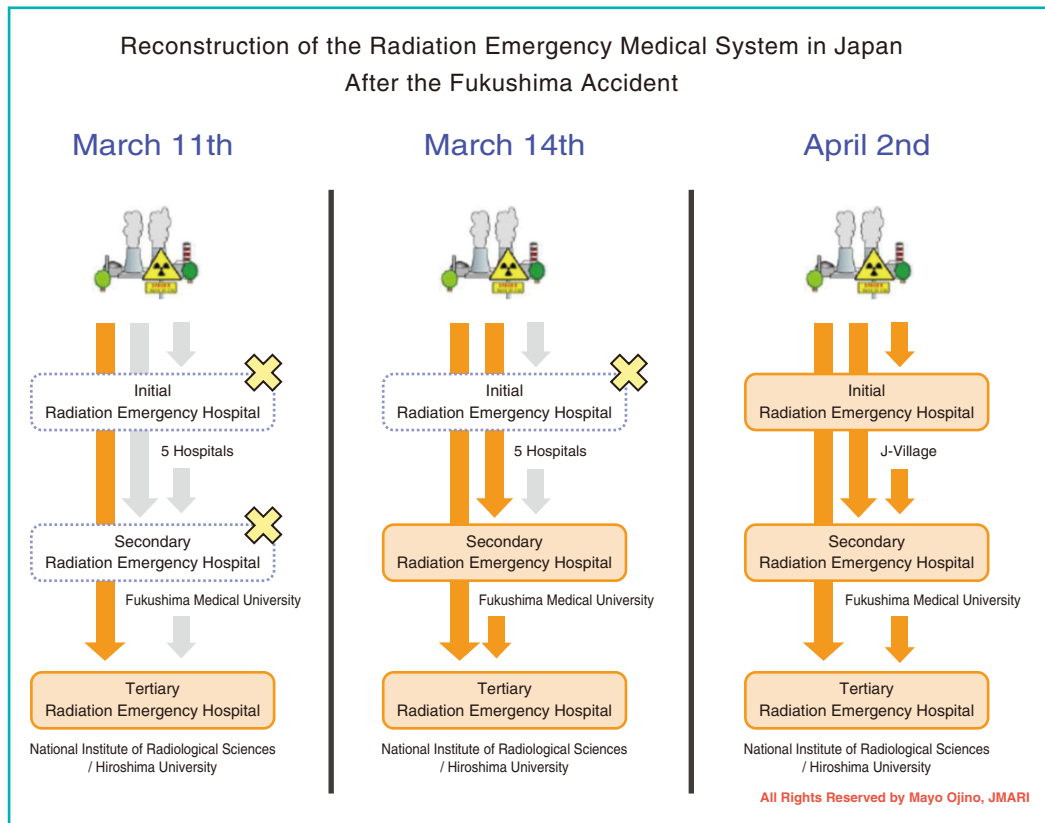 Reconstruction of the Radiation Emergency Medical System in Japan
After the Fukushima Accident
March 11th
Initial
Radiation Emergency Hospital
5 Hospitals
Secondary
Radiation Emergency Hospital
Fukushima Medical University
Tertiary
Radiation Emergency Hospital
National Institute of Radiological Sciences
/ Hiroshima University
March 14th
Initial
Radiation Emergency Hospital
5 Hospitals
Secondary
Radiation Emergency Hospital
Fukushima Medical University
Tertiary
Radiation Emergency Hospital
National Institute of Radiological Sciences
/ Hiroshima University
April 2nd
Initial
Radiation Emergency Hospital
J-Village
Secondary
Radiation Emergency Hospital
Fukushima Medical University
Tertiary
Radiation Emergency Hospital
National Institute of Radiological Sciences
/ Hiroshima University
All Rights Reserved by Mayo Ojino, JMARI